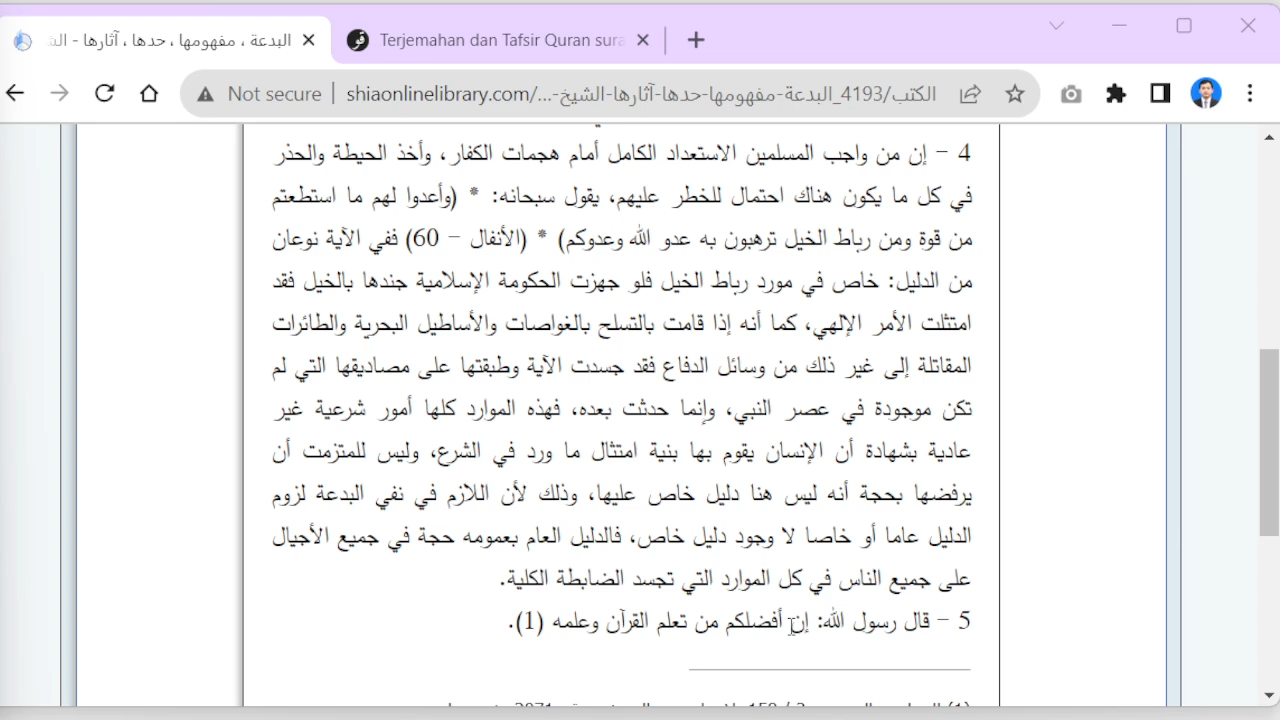 البدعة ، مفهومها ، حدها ، آثارها - الش
Terjemahan dan Tafsir Quran sura
Not secure | shiaonlinelibrary.com/...الكتب/4193_البدعة-مفهومها-حدها-آثارها-الشيخ-
4 - إن من واجب المسلمين الاستعداد الكامل أمام هجمات الكفار، وأخذ الحيطة والحذر
في كل ما يكون هناك احتمال للخطر عليهم، يقول سبحانه: * (وأعدوا لهم ما استطعتم
من قوة ومن رباط الخيل ترهبون به عدو الله وعدوكم) * (الأنفال - 60) ففي الآية نوعان
من الدليل: خاص في مورد رباط الخيل فلو جهزت الحكومة الإسلامية جندها بالخيل فقد
امتثلت الأمر الإلهي، كما أنه إذا قامت بالتسلح بالغواصات والأساطيل البحرية والطائرات
المقاتلة إلى غير ذلك من وسائل الدفاع فقد جسدت الآية وطبقتها على مصاديقها التي لم
تكن موجودة في عصر النبي، وإنما حدثت بعده، فهذه الموارد كلها أمور شرعية غير
عادية بشهادة أن الإنسان يقوم بها بنية امتثال ما ورد في الشرع، وليس للمتزمت أن
يرفضها بحجة أنه ليس هنا دليل خاص عليها، وذلك لأن اللازم في نفي البدعة لزوم
الدليل عاما أو خاصا لا وجود دليل خاص، فالدليل العام بعمومه حجة في جميع الأجيال
على جميع الناس في كل الموارد التي تجسد الضابطة الكلية.
5 - قال رسول الله: إن أفضلكم من تعلم القرآن وعلمه (1).